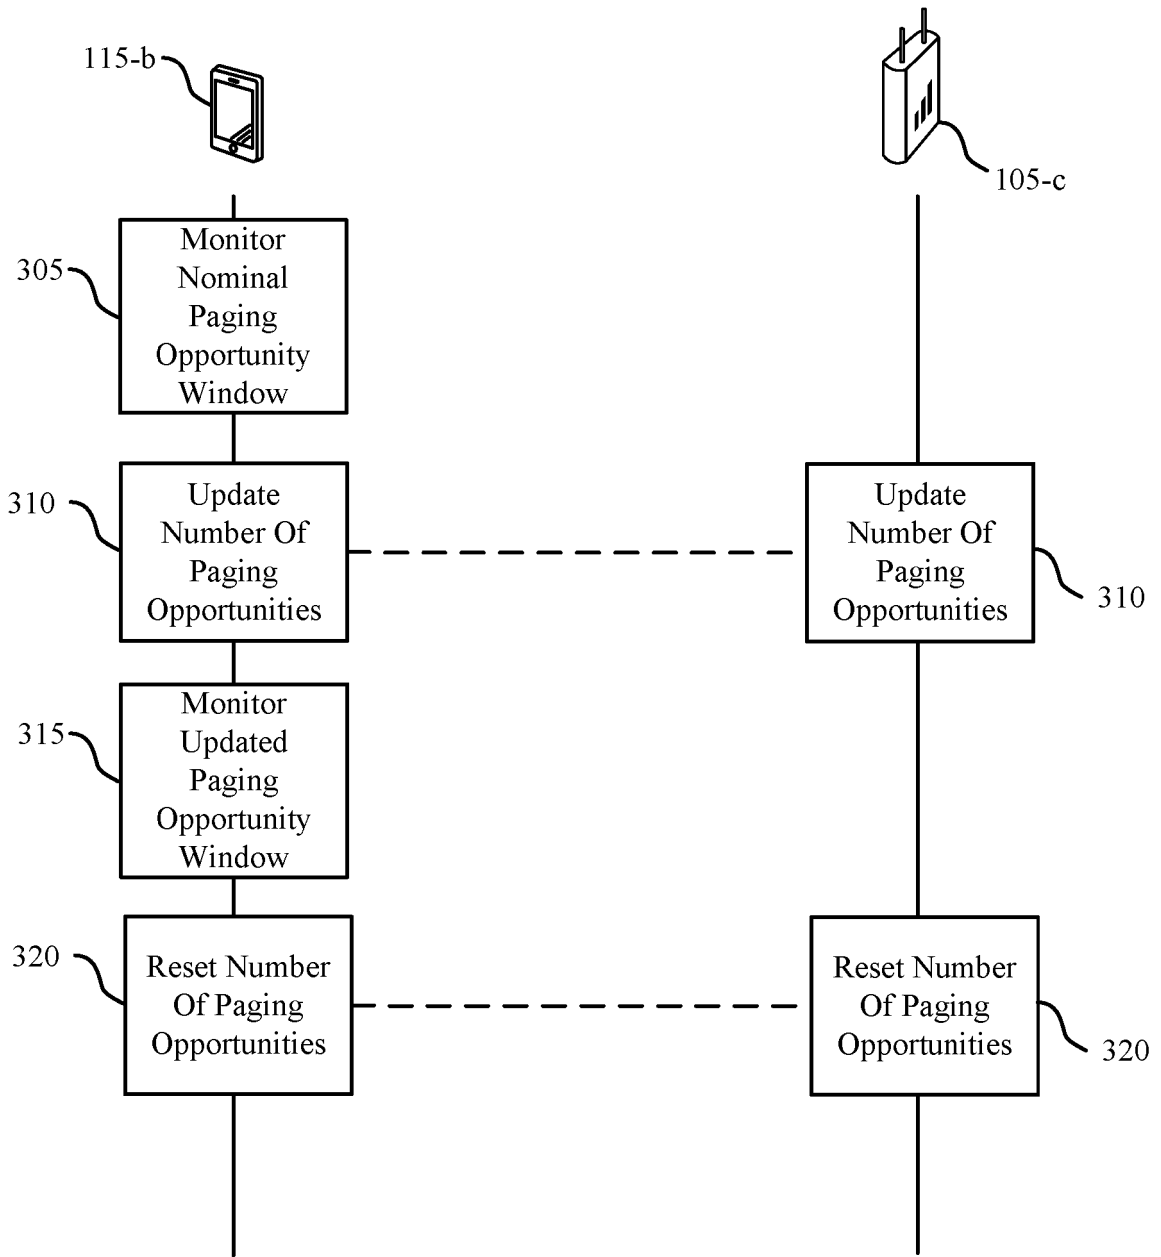 115-b
105-c
305
Monitor
Nominal
Paging
Opportunity
Window
310
Update
Number Of
Paging
Opportunities
Update
Number Of
Paging
Opportunities
310
315
Monitor
Updated
Paging
Opportunity
Window
320
Reset Number
Of Paging
Opportunities
Reset Number
Of Paging
Opportunities
320